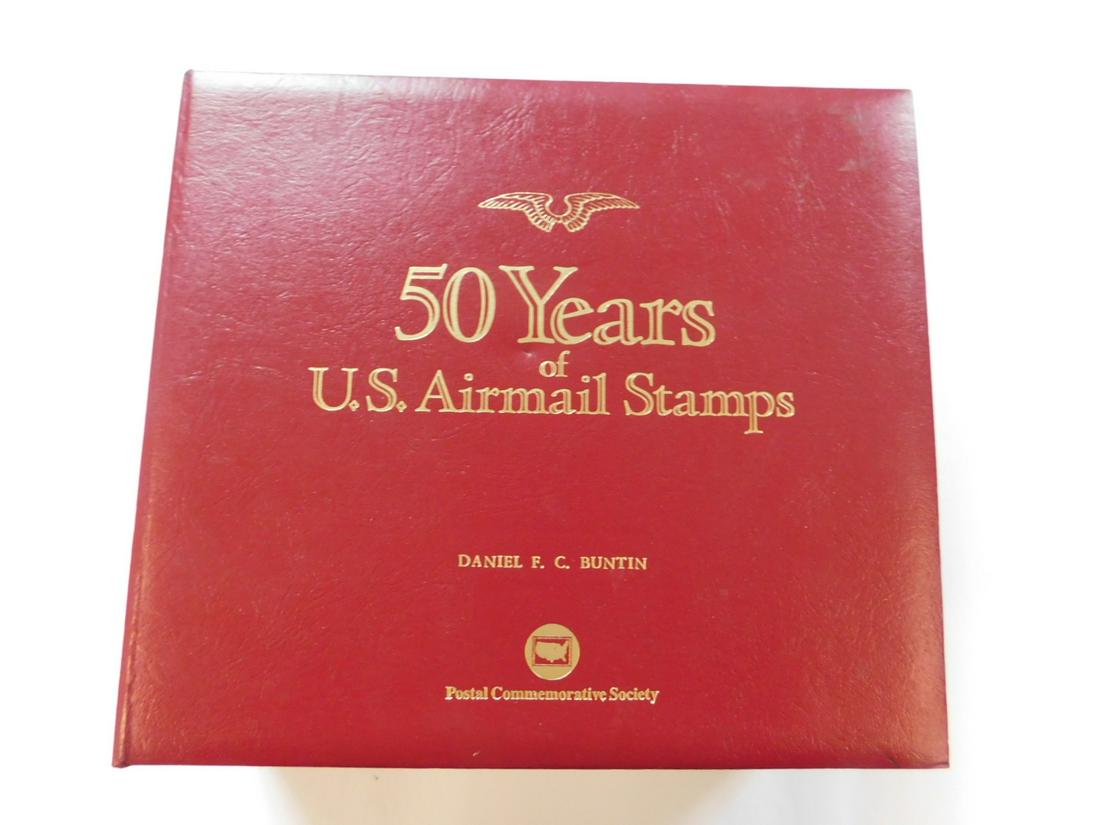 50 Years
of
U.S. Airmail Stamps
DANIEL F. C. BUNTIN
Postal Commemorative Society